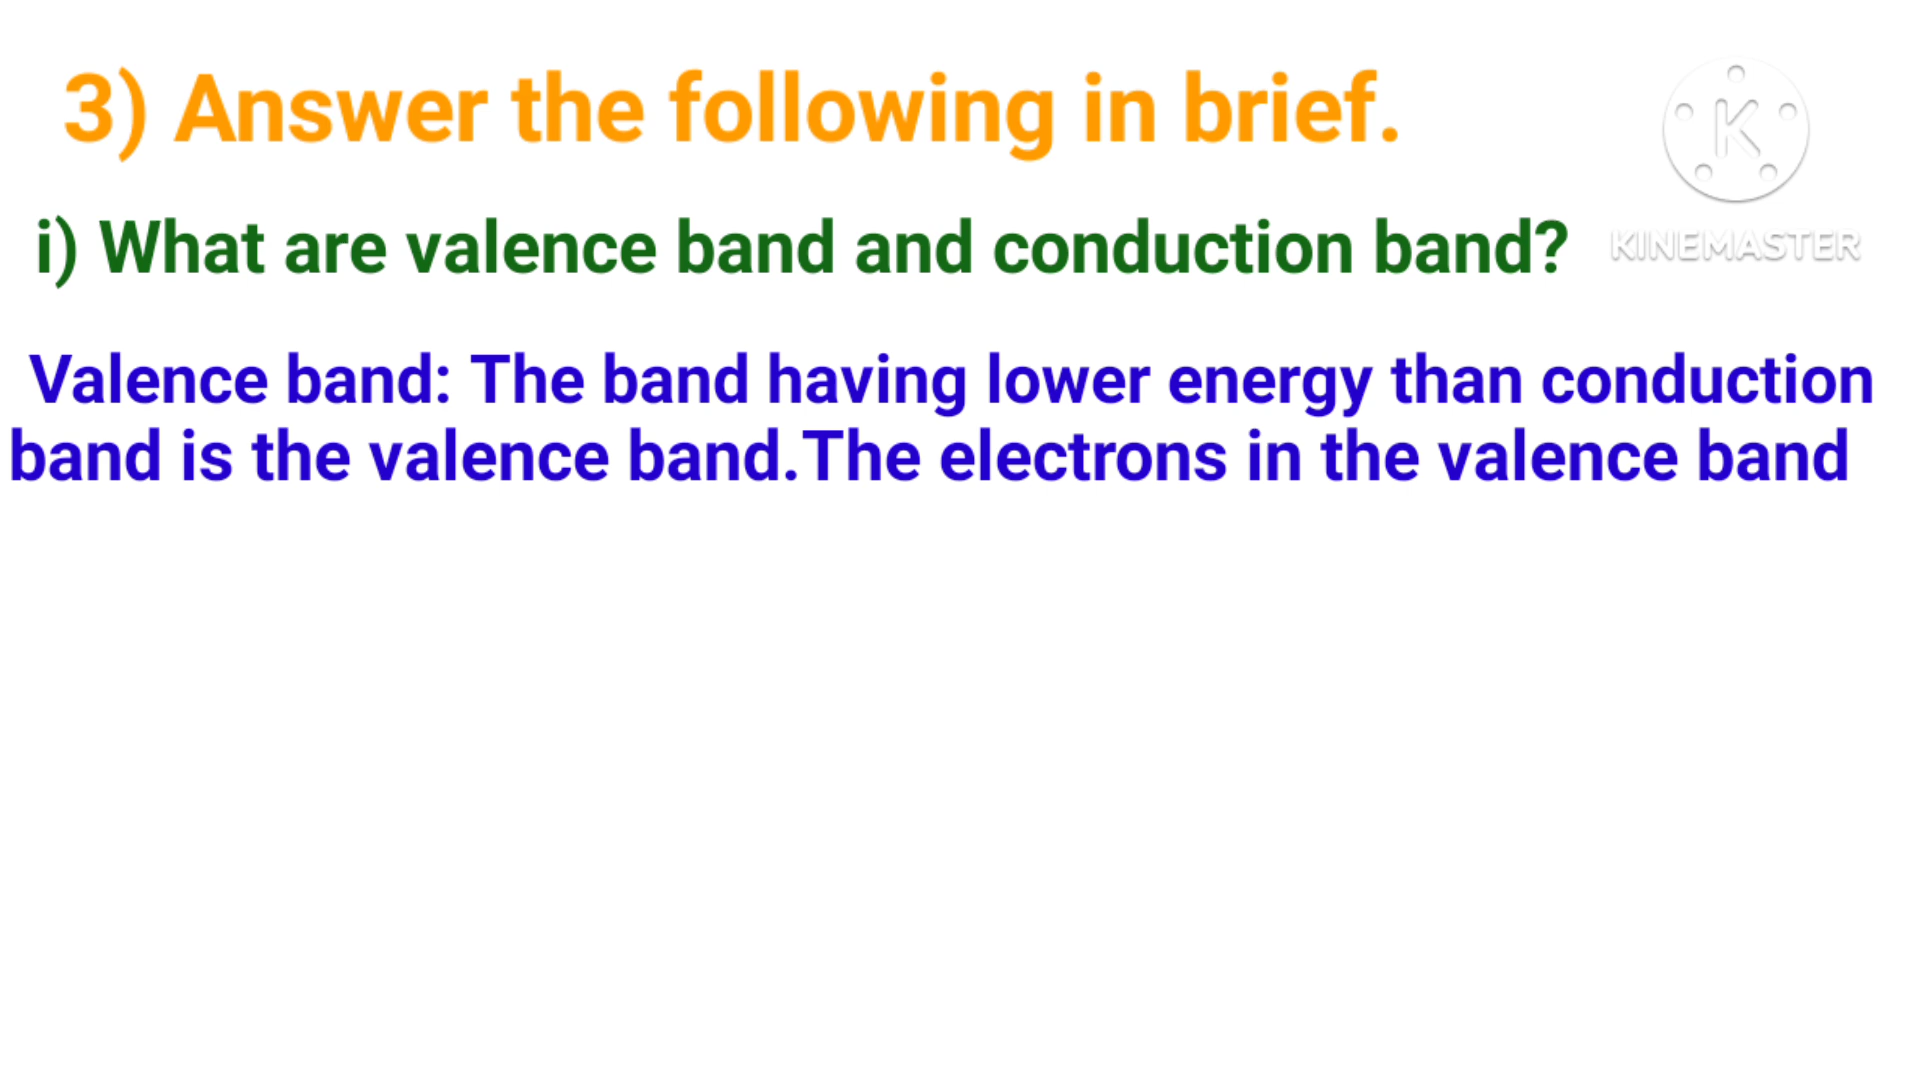 3) Answer the following in brief.
i) What are valence band and conduction band?
K
KINEMASTER
Valence band: The band having lower energy than conduction
band is the valence band.The electrons in the valence band